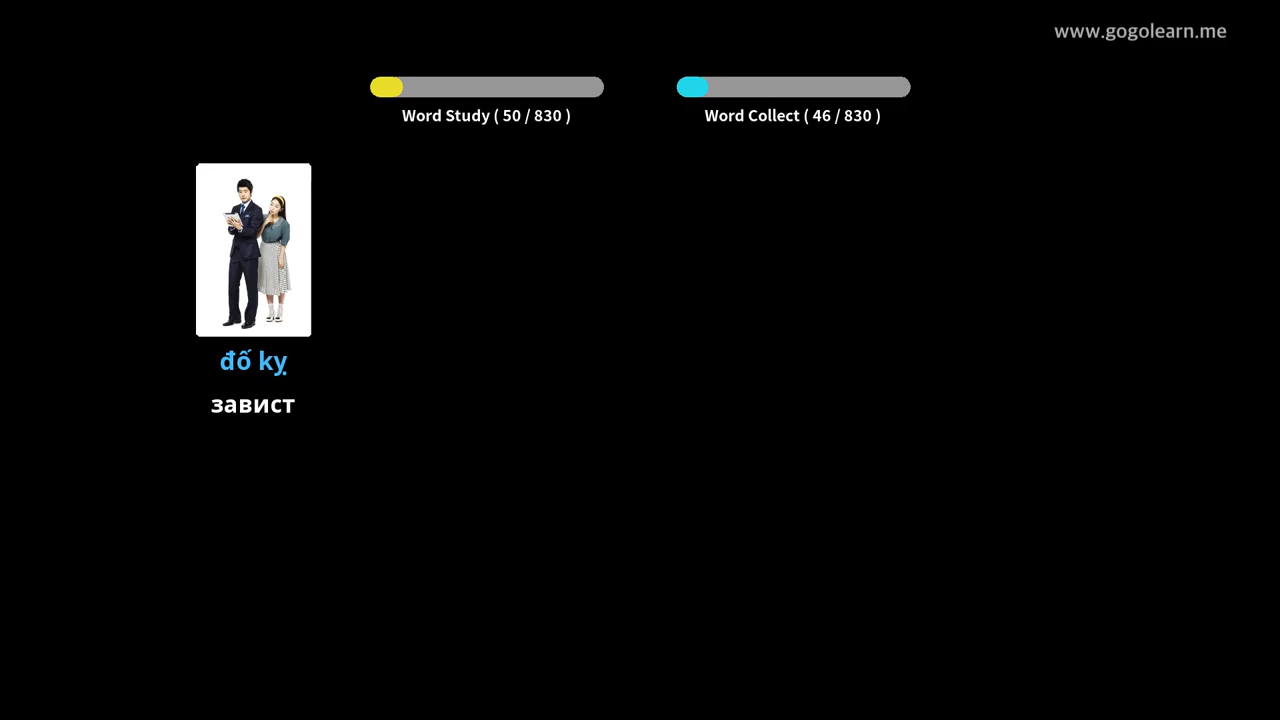 www.gogolearn.me
Word Study ( 50 / 830 )
Word Collect ( 46 / 830 )
đố kỵ
завист